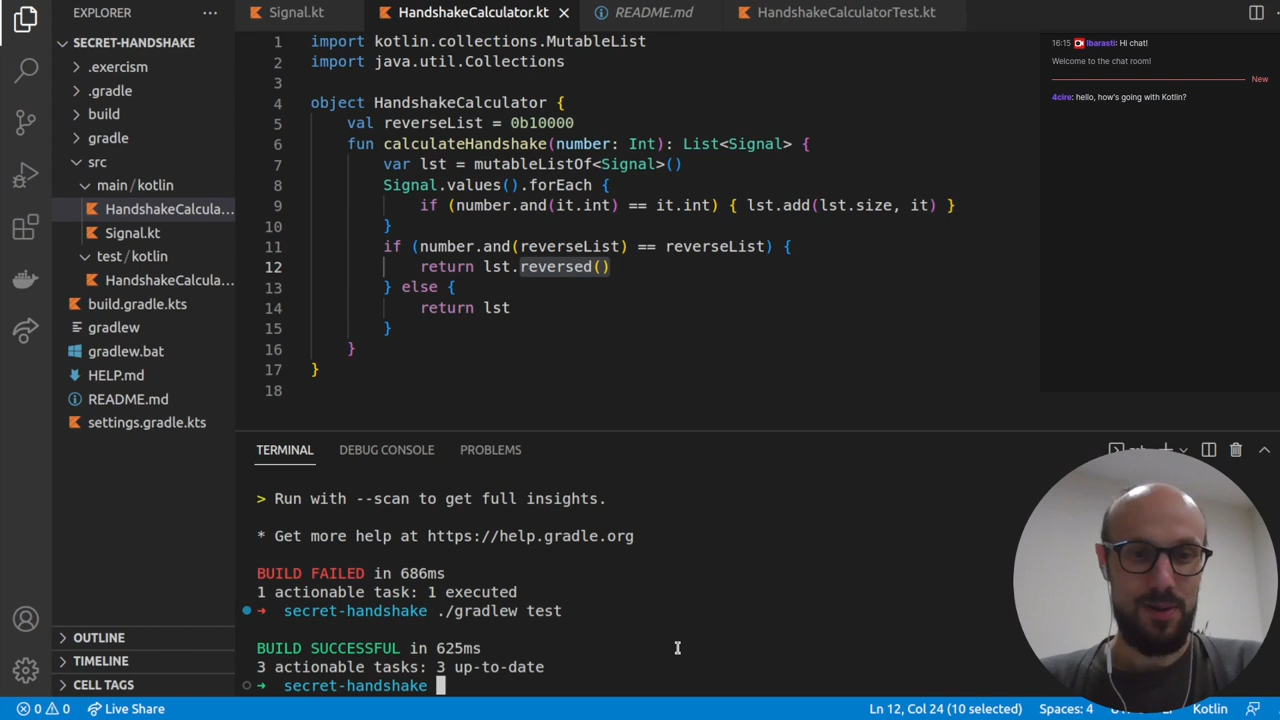 EXPLORER
SECRET-HANDSHAKE
.exercism
.gradle
build
gradle
src
main/kotlin
HandshakeCalcula...
Signal.kt
test/kotlin
HandshakeCalcula...
build.gradle.kts
gradlew
gradlew.bat
HELP.md
README.md
settings.gradle.kts
OUTLINE
TIMELINE
CELL TAGS
Signal.kt
HandshakeCalculator.kt
README.md
HandshakeCalculatorTest.kt
1 import kotlin.collections.MutableList
2 import java.util.Collections
3
4 object HandshakeCalculator {
5 val reverseList = 0b10000
6 fun calculateHandshake(number: Int): List<Signal> {
7 var lst = mutableListOf<Signal>()
8 Signal.values().forEach {
9 if (number.and(it.int) == it.int) { lst.add(lst.size, it) }
10 }
11 if (number.and(reverseList) == reverseList) {
12 return lst.reversed()
13 } else {
14 return lst
15 }
16 }
17 }
18
16:15 lbarasti: Hi chat!
Welcome to the chat room!
New
4cire: hello, how's going with Kotlin?
TERMINAL DEBUG CONSOLE PROBLEMS
> Run with --scan to get full insights.
* Get more help at https://help.gradle.org
BUILD FAILED in 686ms
1 actionable task: 1 executed
secret-handshake ./gradlew test
BUILD SUCCESSFUL in 625ms
3 actionable tasks: 3 up-to-date
secret-handshake
0 0 Live Share
Ln 12, Col 24 (10 selected) Spaces: 4
Kotlin